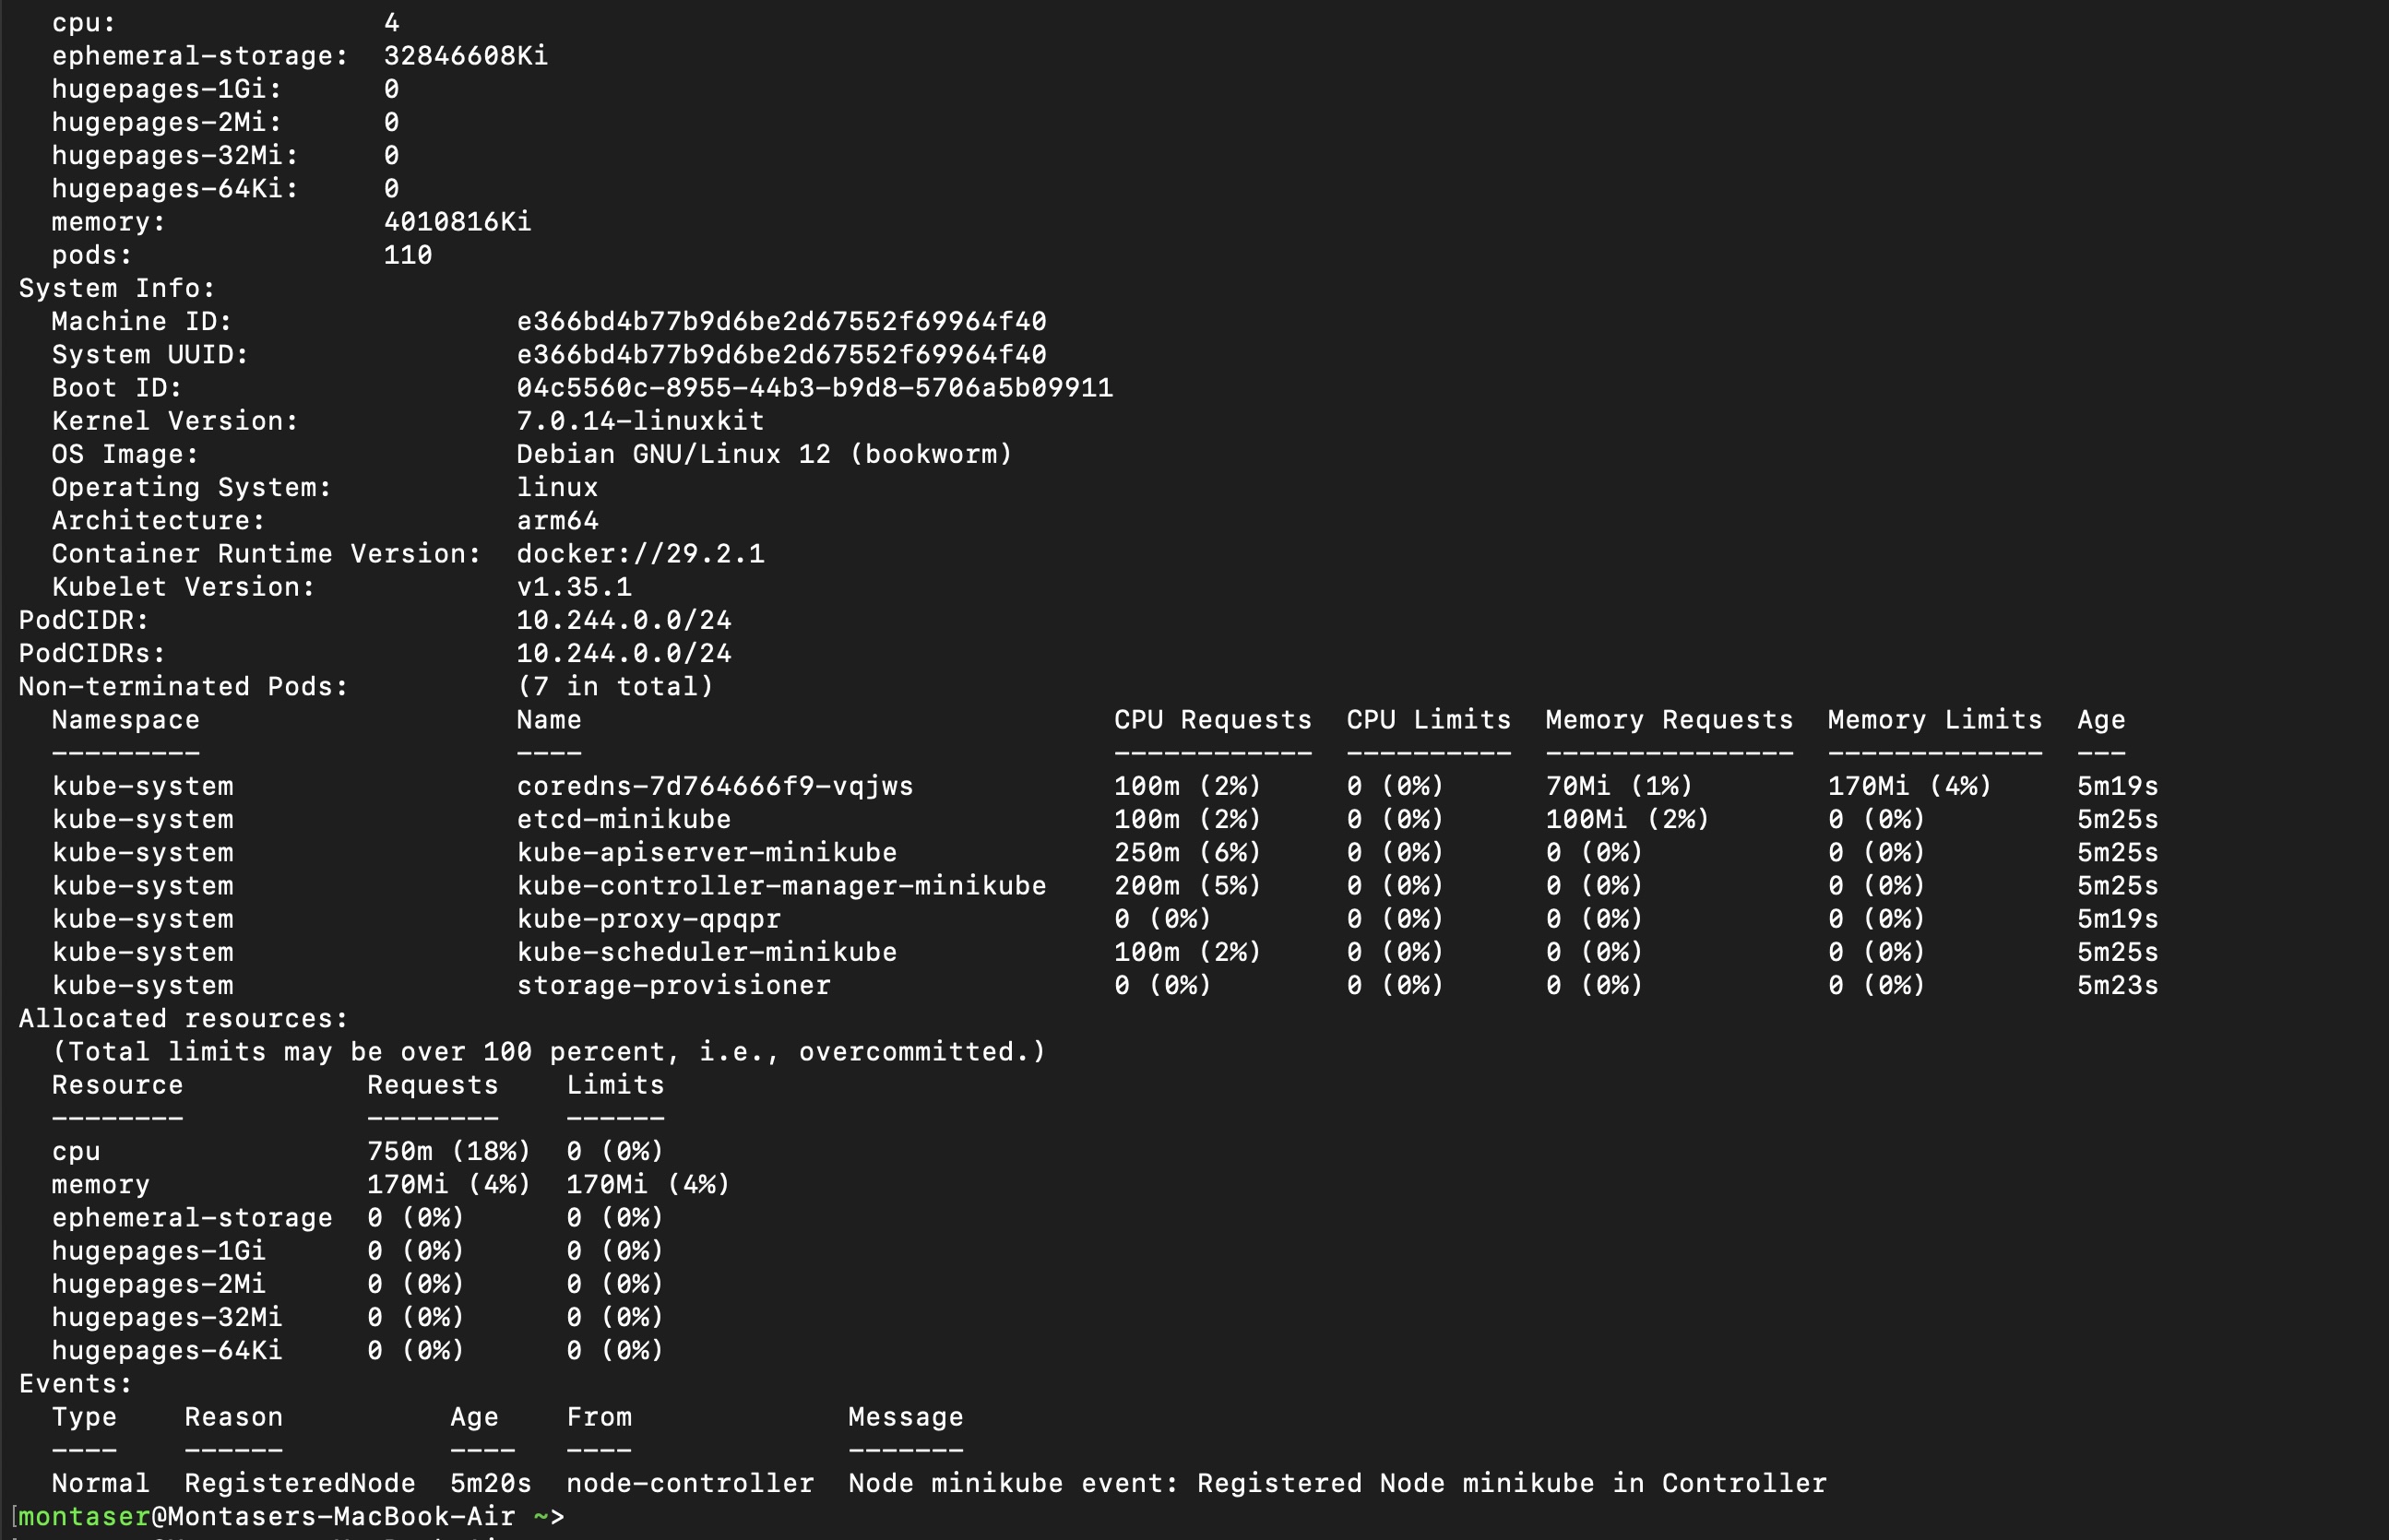 cpu:                4
ephemeral-storage:  32846608Ki
hugepages-1Gi:      0
hugepages-2Mi:      0
hugepages-32Mi:     0
hugepages-64Ki:     0
memory:             4010816Ki
pods:               110
System Info:
Machine ID:                 e366bd4b77b9d6be2d67552f69964f40
System UUID:                e366bd4b77b9d6be2d67552f69964f40
Boot ID:                    04c5560c-8955-44b3-b9d8-5706a5b09911
Kernel Version:             7.0.14-linuxkit
OS Image:                   Debian GNU/Linux 12 (bookworm)
Operating System:           linux
Architecture:               arm64
Container Runtime Version:  docker://29.2.1
Kubelet Version:            v1.35.1
PodCIDR:                      10.244.0.0/24
PodCIDRs:                     10.244.0.0/24
Non-terminated Pods:          (7 in total)
Namespace                   Name                                CPU Requests  CPU Limits  Memory Requests  Memory Limits  Age
---------                   ----                                ------------  ----------  ---------------  -------------  ---
kube-system                 coredns-7d764666f9-vqjws            100m (2%)     0 (0%)      70Mi (1%)        170Mi (4%)     5m19s
kube-system                 etcd-minikube                       100m (2%)     0 (0%)      100Mi (2%)       0 (0%)         5m25s
kube-system                 kube-apiserver-minikube             250m (6%)     0 (0%)      0 (0%)           0 (0%)         5m25s
kube-system                 kube-controller-manager-minikube    200m (5%)     0 (0%)      0 (0%)           0 (0%)         5m25s
kube-system                 kube-proxy-qpqpr                    0 (0%)        0 (0%)      0 (0%)           0 (0%)         5m19s
kube-system                 kube-scheduler-minikube             100m (2%)     0 (0%)      0 (0%)           0 (0%)         5m25s
kube-system                 storage-provisioner                 0 (0%)        0 (0%)      0 (0%)           0 (0%)         5m23s
Allocated resources:
(Total limits may be over 100 percent, i.e., overcommitted.)
Resource           Requests    Limits
--------           --------    ------
cpu                750m (18%)  0 (0%)
memory             170Mi (4%)  170Mi (4%)
ephemeral-storage  0 (0%)      0 (0%)
hugepages-1Gi      0 (0%)      0 (0%)
hugepages-2Mi      0 (0%)      0 (0%)
hugepages-32Mi     0 (0%)      0 (0%)
hugepages-64Ki     0 (0%)      0 (0%)
Events:
Type    Reason          Age    From             Message
----    ------          ----   ----             -------
Normal  RegisteredNode  5m20s  node-controller  Node minikube event: Registered Node minikube in Controller
[montaser@Montasers-MacBook-Air ~>